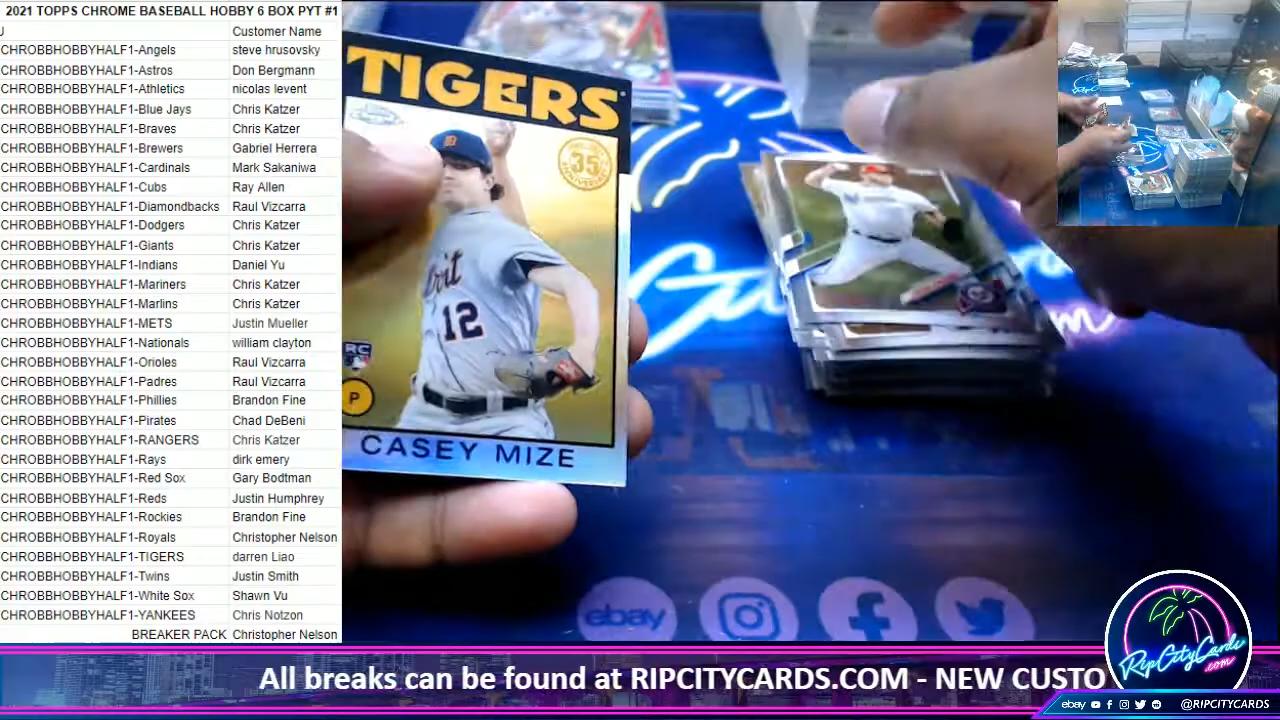 2021 TOPPS CHROME BASEBALL HOBBY 6 BOX PYT #1
Customer Name
CHROBBHOBBYHALF1-Angels steve hrusovsky
CHROBBHOBBYHALF1-Astros Don Bergmann
CHROBBHOBBYHALF1-Athletics nicolas levent
CHROBBHOBBYHALF1-Blue Jays Chris Katzer
CHROBBHOBBYHALF1-Braves Chris Katzer
CHROBBHOBBYHALF1-Brewers Gabriel Herrera
CHROBBHOBBYHALF1-Cardinals Mark Sakaniwa
CHROBBHOBBYHALF1-Cubs Ray Allen
CHROBBHOBBYHALF1-Diamondbacks Raul Vizcarra
CHROBBHOBBYHALF1-Dodgers Chris Katzer
CHROBBHOBBYHALF1-Giants Chris Katzer
CHROBBHOBBYHALF1-Indians Daniel Yu
CHROBBHOBBYHALF1-Mariners Chris Katzer
CHROBBHOBBYHALF1-Marlins Chris Katzer
CHROBBHOBBYHALF1-METS Justin Mueller
CHROBBHOBBYHALF1-Nationals william clayton
CHROBBHOBBYHALF1-Orioles Raul Vizcarra
CHROBBHOBBYHALF1-Padres Raul Vizcarra
CHROBBHOBBYHALF1-Phillies Brandon Fine
CHROBBHOBBYHALF1-Pirates Chad DeBeni
CHROBBHOBBYHALF1-RANGERS Chris Katzer
CHROBBHOBBYHALF1-Rays dirk emery
CHROBBHOBBYHALF1-Red Sox Gary Bodtman
CHROBBHOBBYHALF1-Reds Justin Humphrey
CHROBBHOBBYHALF1-Rockies Brandon Fine
CHROBBHOBBYHALF1-Royals Christopher Nelson
CHROBBHOBBYHALF1-TIGERS darren Liao
CHROBBHOBBYHALF1-Twins Justin Smith
CHROBBHOBBYHALF1-White Sox Shawn Vu
CHROBBHOBBYHALF1-YANKEES Chris Notzon
BREAKER PACK Christopher Nelson
TIGERS
35
ANNIVERSARY
12
RC
P
CASEY MIZE
ebay
All breaks can be found at RIPCITYCARDS.COM - NEW CUSTO
RipCityCards
.com
ebay @RIPCITYCARDS